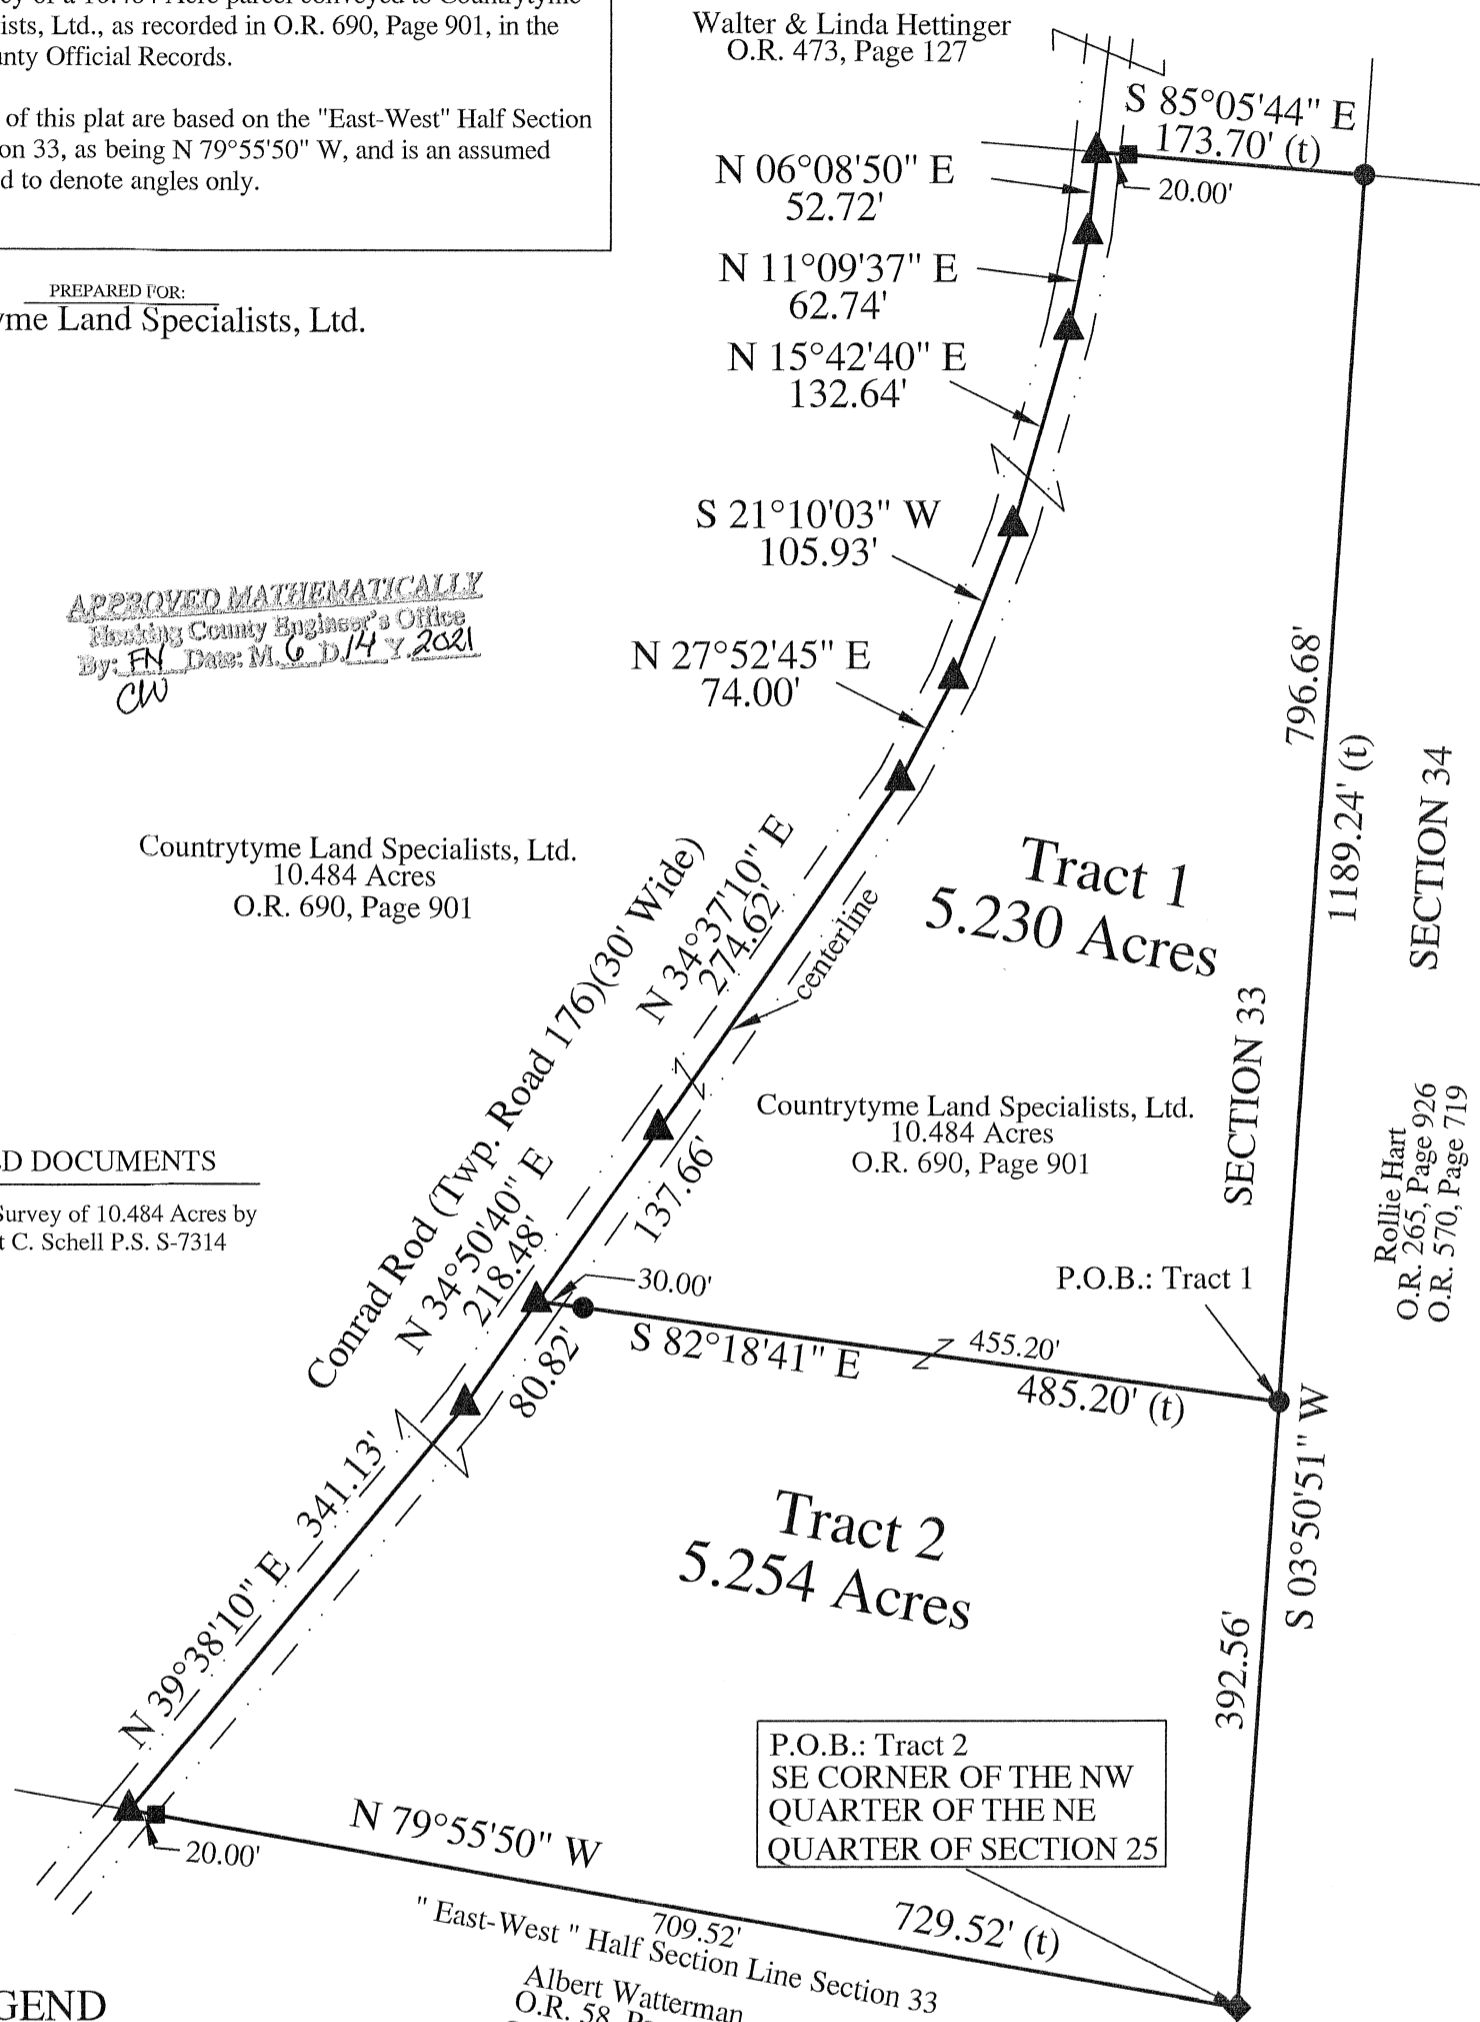 ists, Ltd., as recorded in O.R. 690, Page 901, in the
nty Official Records.
of this plat are based on the "East-West" Half Section
on 33, as being N 79°55'50" W, and is an assumed
d to denote angles only.
PREPARED FOR:
me Land Specialists, Ltd.
Walter & Linda Hettinger
O.R. 473, Page 127
S 85°05'44" E
173.70' (t)
20.00'
N 06°08'50" E
52.72'
N 11°09'37" E
62.74'
N 15°42'40" E
132.64'
S 21°10'03" W
105.93'
N 27°52'45" E
74.00'
APPROVED MATHEMATICALLY
Hocking County Engineer's Office
By: FN Date: M. 6 D. 14 Y. 2021
CW
796.68'
1189.24' (t)
SECTION 34
SECTION 33
Countrytyme Land Specialists, Ltd.
10.484 Acres
O.R. 690, Page 901
N 34°37'10" E
274.62'
centerline
Tract 1
5.230 Acres
Conrad Rod (Twp. Road 176)(30' Wide)
Countrytyme Land Specialists, Ltd.
10.484 Acres
O.R. 690, Page 901
Rollie Hart
O.R. 265, Page 926
O.R. 570, Page 719
D DOCUMENTS
Survey of 10.484 Acres by
t C. Schell P.S. S-7314
N 34°50'40" E
218.48'
137.66'
30.00'
80.82'
P.O.B.: Tract 1
S 82°18'41" E
455.20'
485.20' (t)
S 03°50'51" W
392.56'
N 39°38'10" E 341.13'
Tract 2
5.254 Acres
P.O.B.: Tract 2
SE CORNER OF THE NW
QUARTER OF THE NE
QUARTER OF SECTION 25
20.00'
N 79°55'50" W
709.52'
729.52' (t)
" East-West " Half Section Line Section 33
Albert Watterman
O.R. 58
GEND